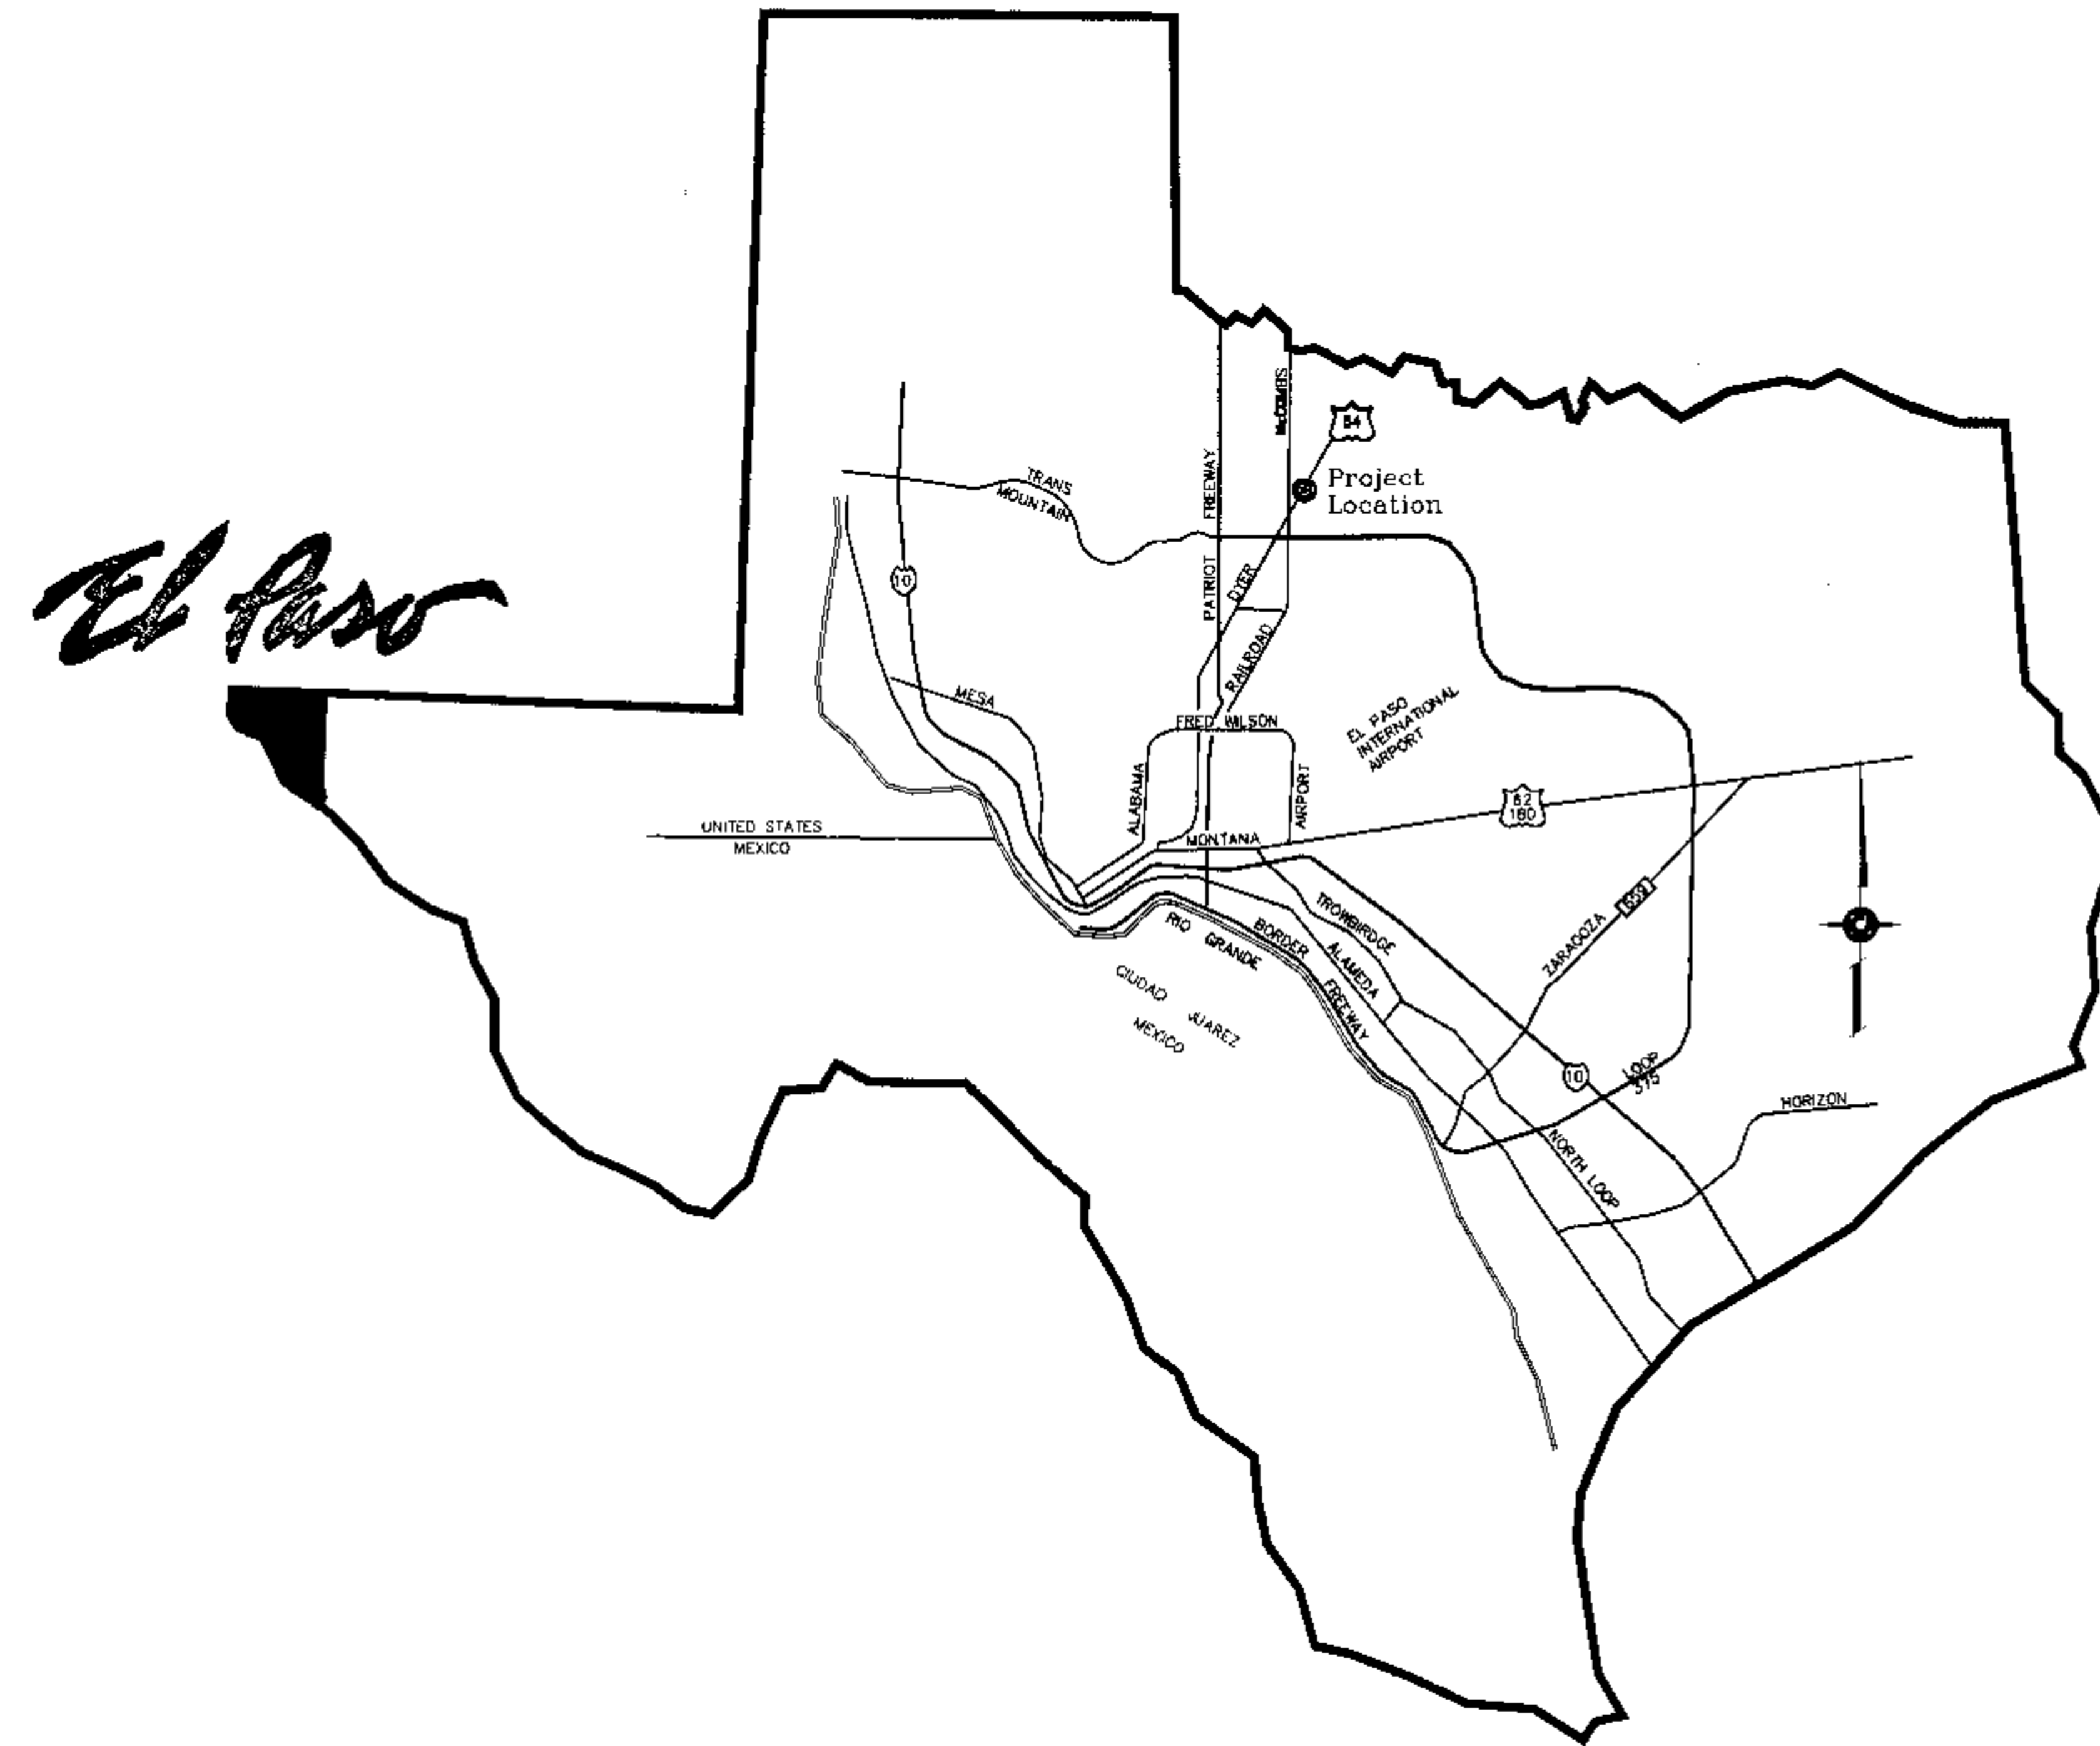 El Paso
McCOMBS
54
Project
Location
TRANS
MOUNTAIN
PATRIOT FREEWAY
10
DYER
RAILROAD
MESA
FRED WILSON
EL PASO
INTERNATIONAL
AIRPORT
ALABAMA
AIRPORT
62
180
UNITED STATES
MEXICO
MONTANA
TROWBIRDGE
ZARAGOZA
659
RIO GRANDE
BORDER FREEWAY
ALAMEDA
CIUDAD JUAREZ
MEXICO
10
LOOP
375
HORIZON
NORTH LOOP